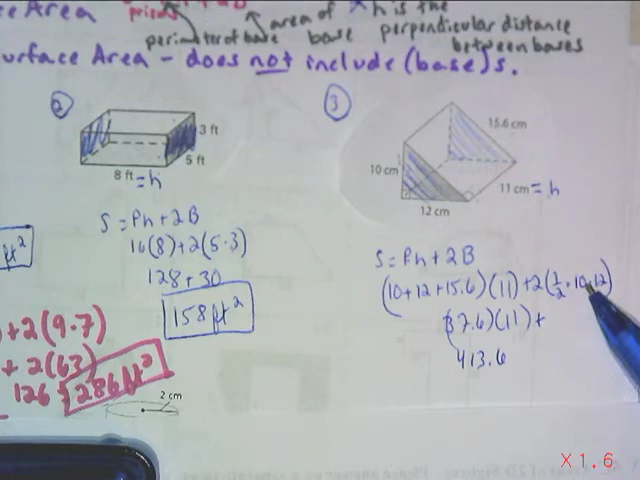 ce Area
prism
area of
h is the
perimeter of base
base
perpendicular distance
between bases
urface Area - does not include (base)s.
2
3 ft
5 ft
8 ft = h
S = Ph + 2B
16(8) + 2(5·3)
128 + 30
158 ft²
3
15.6 cm
10 cm
11 cm = h
12 cm
S = Ph + 2B
(10+12+15.6)(11) + 2(½·10·12)
(37.6)(11) +
413.6
ft²
+ 2(9·7)
+ 2(63)
126
286 ft²
2 cm
X1.6